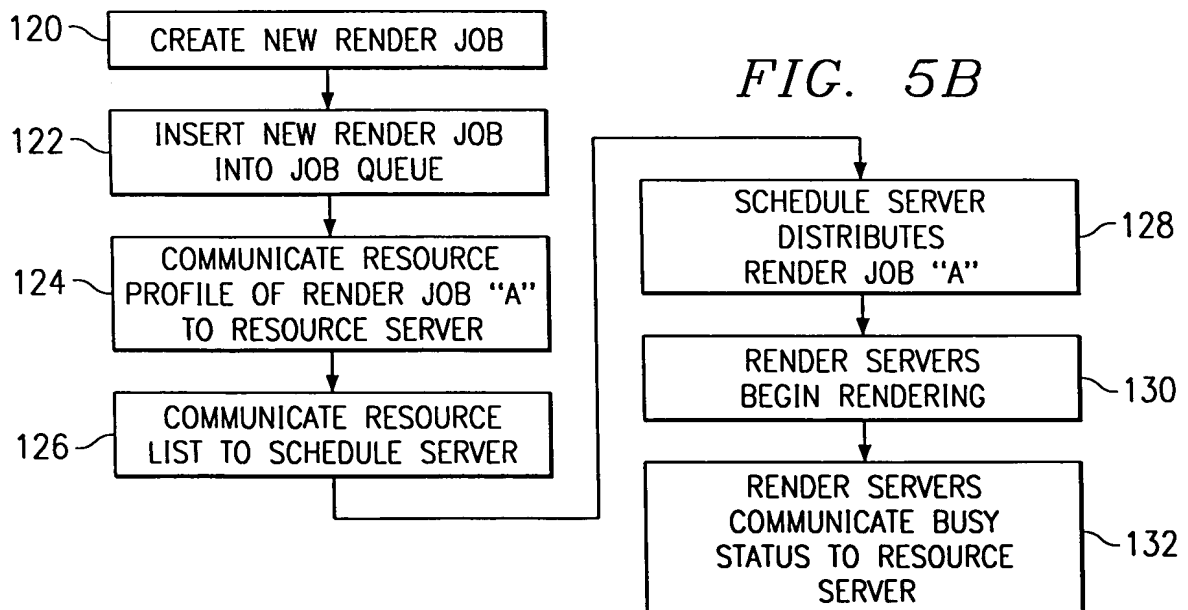 120
CREATE NEW RENDER JOB
122
INSERT NEW RENDER JOB
INTO JOB QUEUE
124
COMMUNICATE RESOURCE
PROFILE OF RENDER JOB “A”
TO RESOURCE SERVER
126
COMMUNICATE RESOURCE
LIST TO SCHEDULE SERVER
FIG. 5B
SCHEDULE SERVER
DISTRIBUTES
RENDER JOB “A”
128
RENDER SERVERS
BEGIN RENDERING
130
RENDER SERVERS
COMMUNICATE BUSY
STATUS TO RESOURCE
SERVER
132